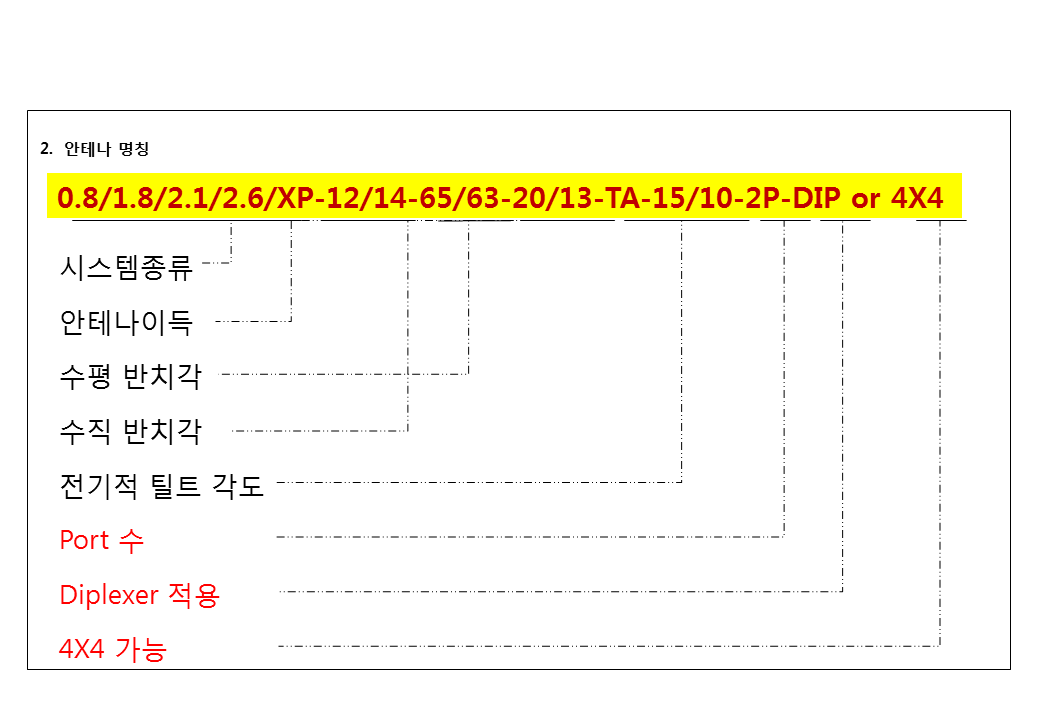 2. 안테나 명칭
0.8/1.8/2.1/2.6/XP-12/14-65/63-20/13-TA-15/10-2P-DIP or 4X4
시스템종류
안테나이득
수평 반치각
수직 반치각
전기적 틸트 각도
Port 수
Diplexer 적용
4X4 가능